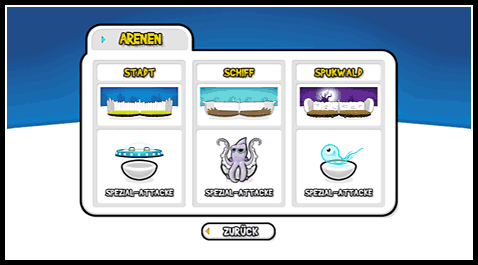 ARENEN
STADT SCHIFF SPUKWALD
SPEZIAL-ATTACKE SPEZIAL-ATTACKE SPEZIAL-ATTACKE
ZURÜCK